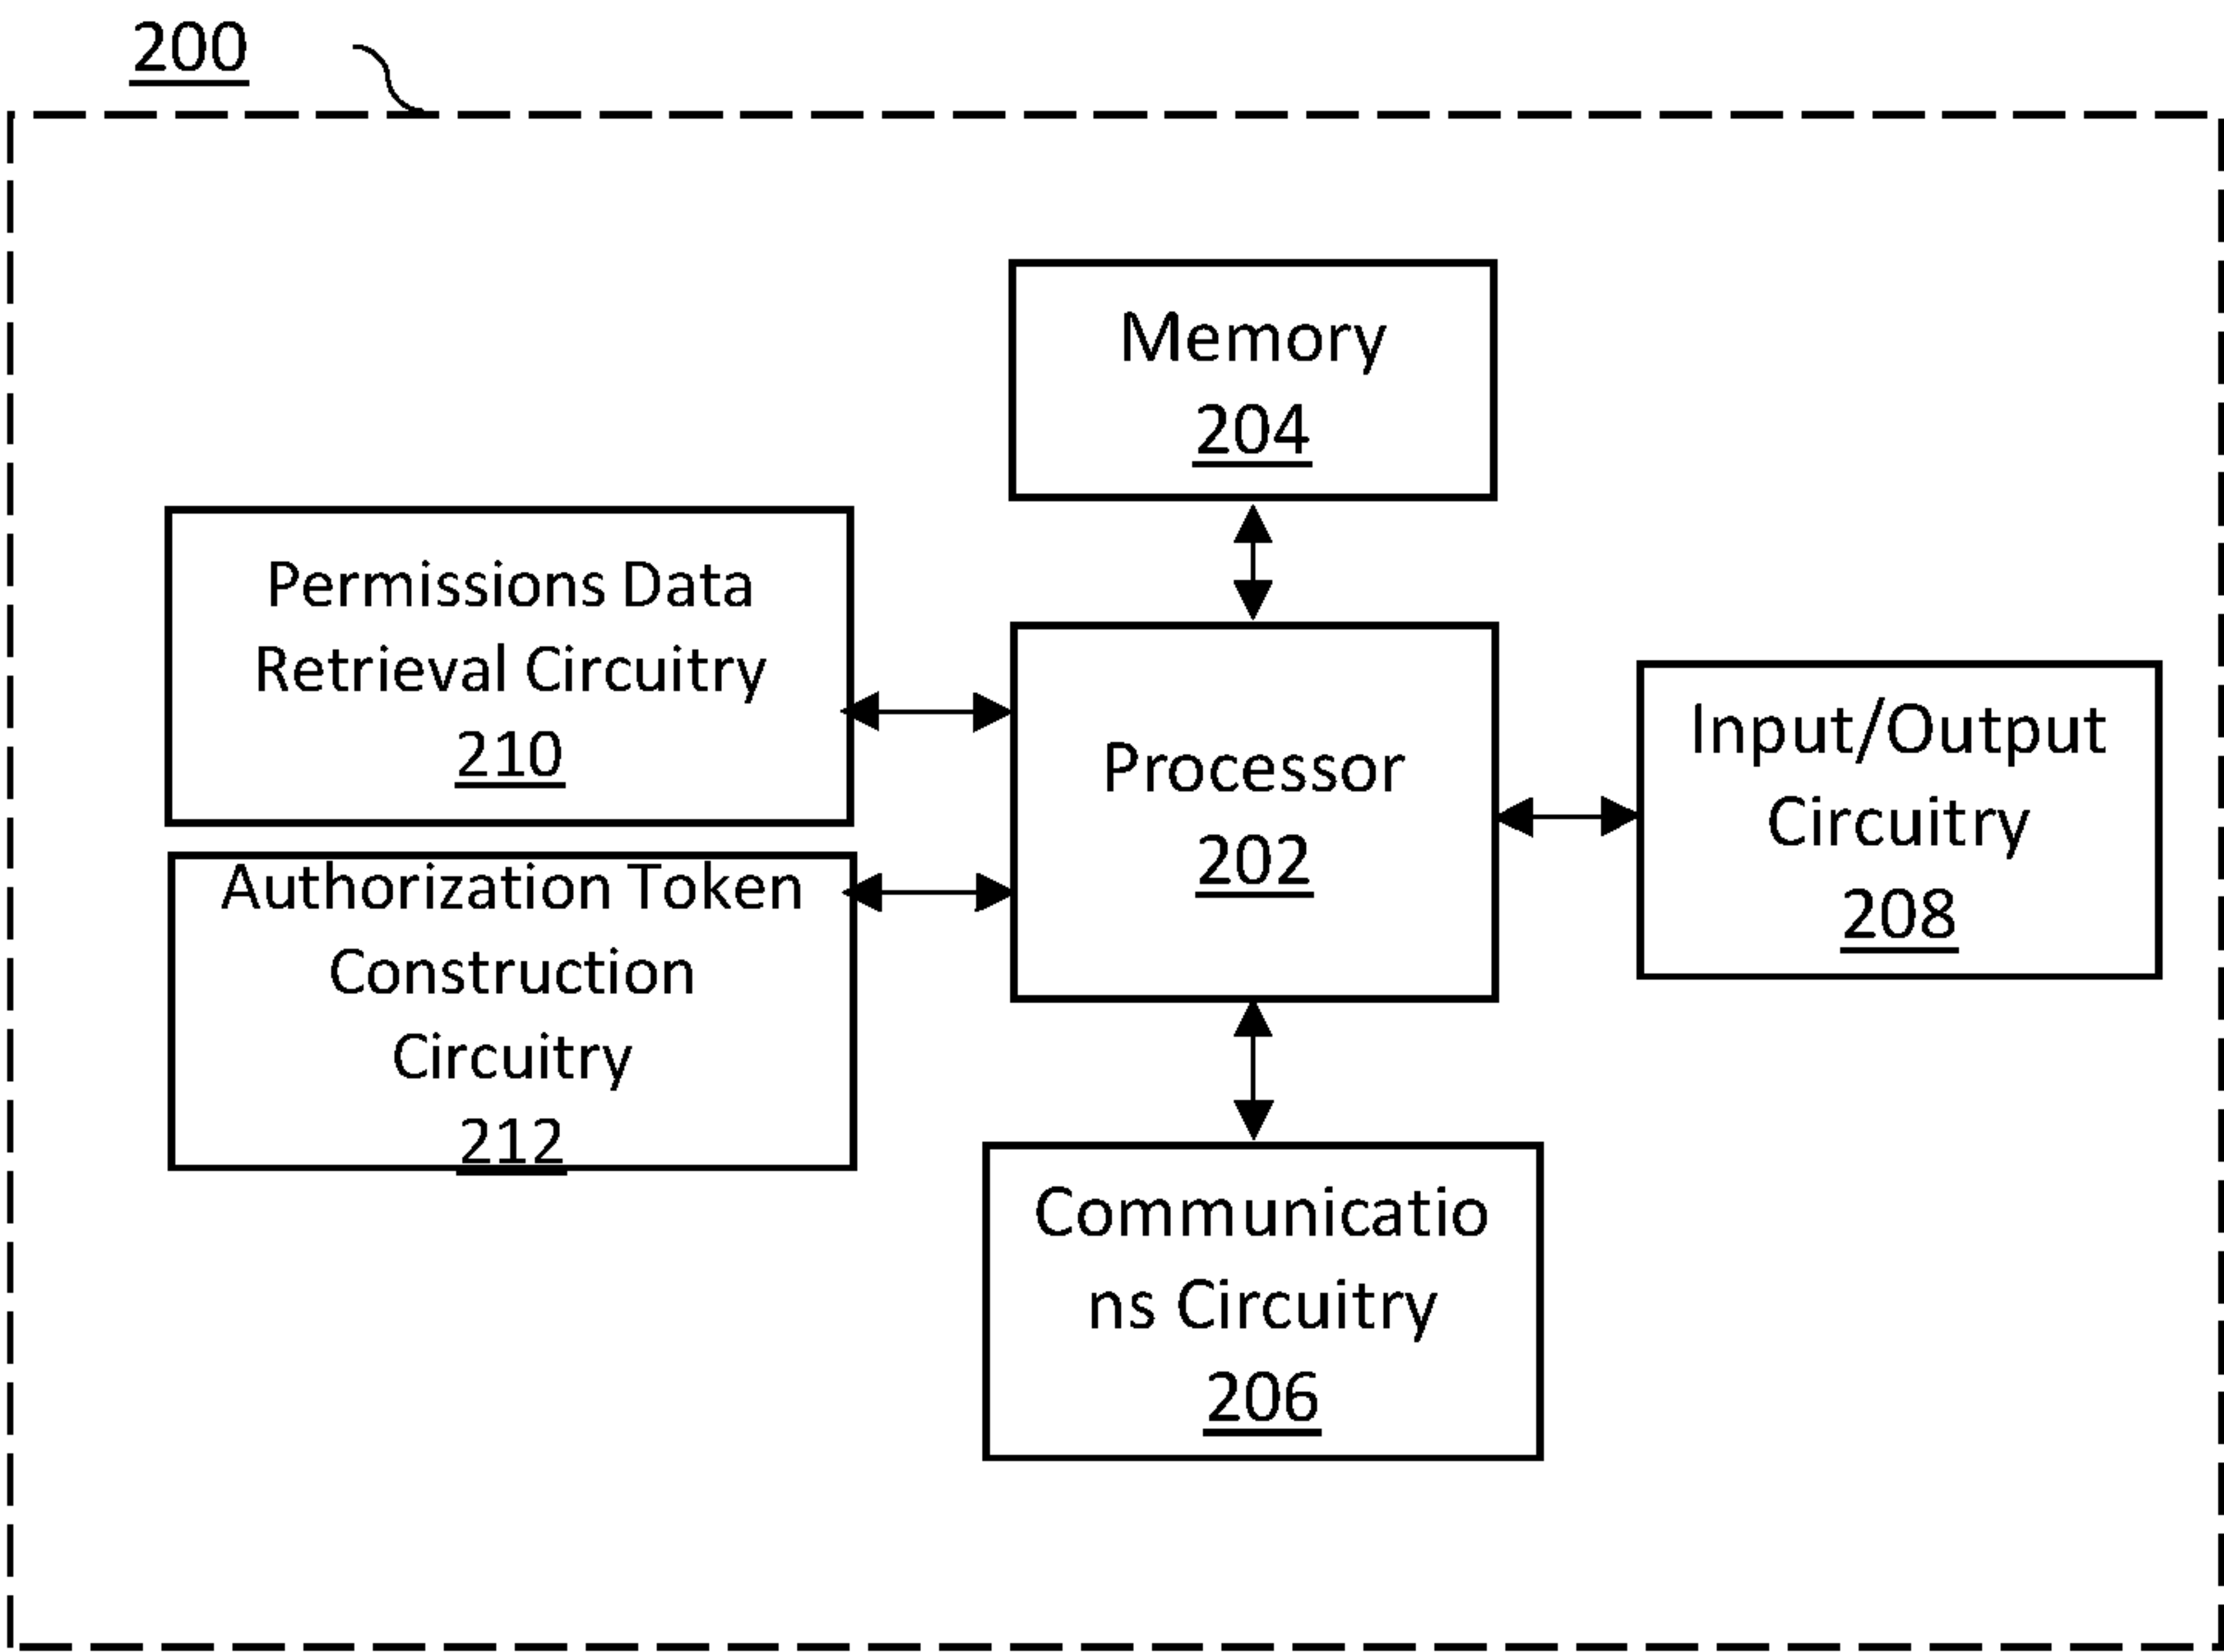 200
Memory
204
Permissions Data
Retrieval Circuitry
210
Processor
202
Input/Output
Circuitry
208
Authorization Token
Construction
Circuitry
212
Communicatio
ns Circuitry
206